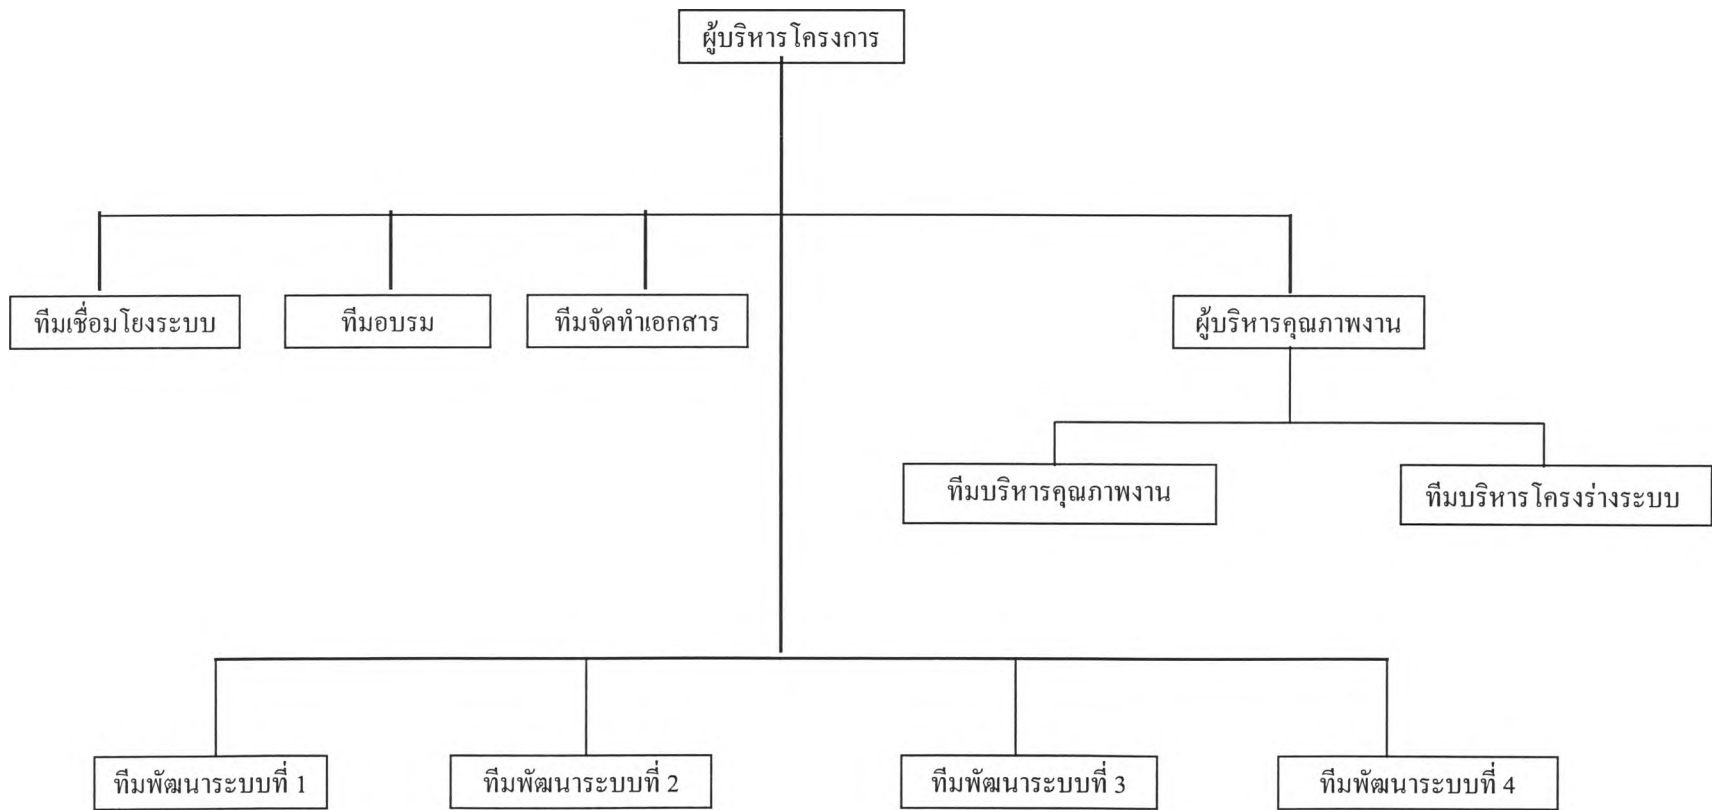 ผู้บริหารโครงการ
ทีมเชื่อมโยงระบบ
ทีมอบรม
ทีมจัดทำเอกสาร
ผู้บริหารคุณภาพงาน
ทีมบริหารคุณภาพงาน
ทีมบริหารโครงร่างระบบ
ทีมพัฒนาระบบที่ 1
ทีมพัฒนาระบบที่ 2
ทีมพัฒนาระบบที่ 3
ทีมพัฒนาระบบที่ 4